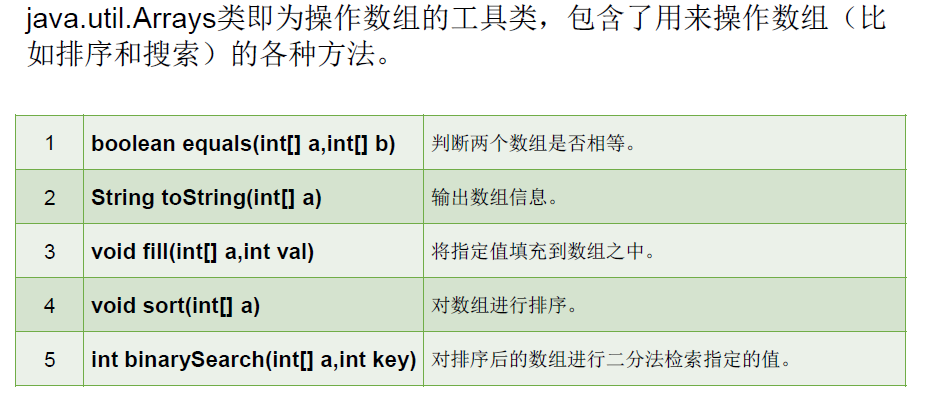 java.util.Arrays类即为操作数组的工具类，包含了用来操作数组（比
如排序和搜索）的各种方法。
1 boolean equals(int[] a,int[] b) 判断两个数组是否相等。
2 String toString(int[] a) 输出数组信息。
3 void fill(int[] a,int val) 将指定值填充到数组之中。
4 void sort(int[] a) 对数组进行排序。
5 int binarySearch(int[] a,int key) 对排序后的数组进行二分法检索指定的值。